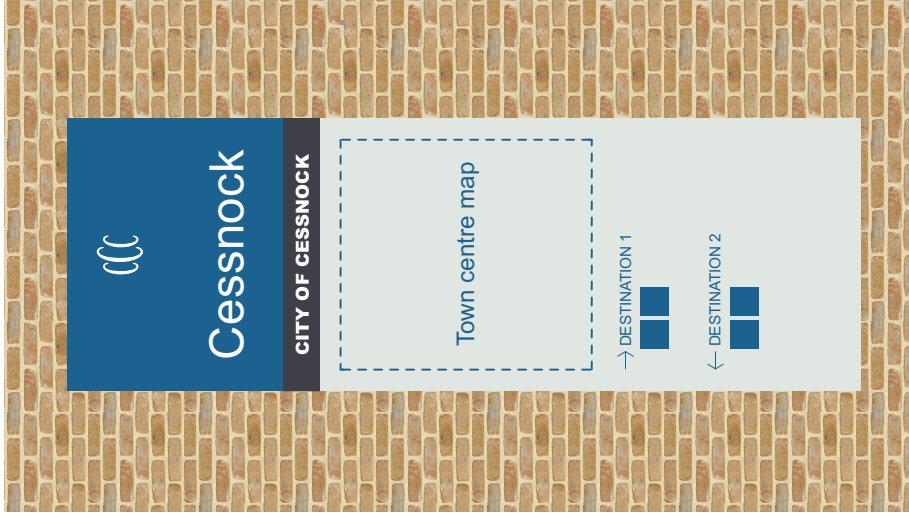 Cessnock
CITY OF CESSNOCK
Town centre map
DESTINATION 1
DESTINATION 2